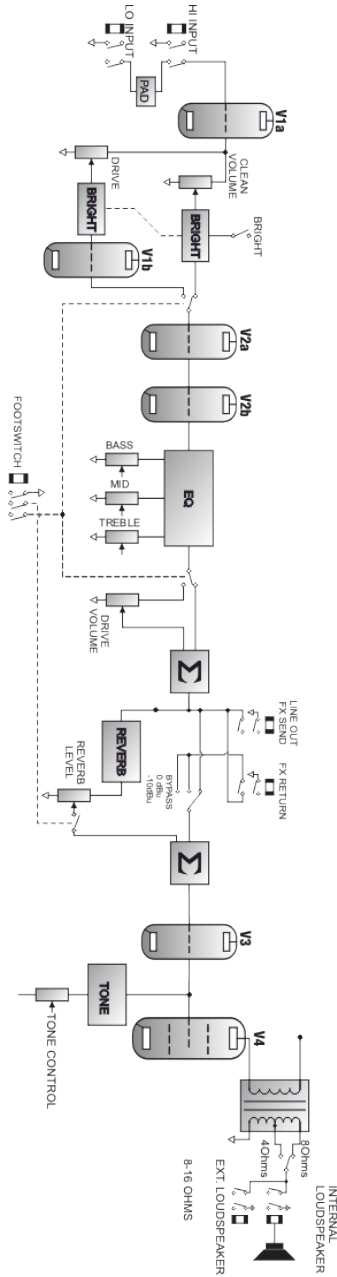 HI INPUT
LO INPUT
PAD
V1a
CLEAN
VOLUME
DRIVE
BRIGHT
BRIGHT
BRIGHT
V1b
V2a
V2b
FOOTSWITCH
BASS
MID
TREBLE
EQ
DRIVE
VOLUME
Σ
LINE OUT
FX SEND
FX RETURN
REVERB
REVERB
LEVEL
BYPASS
0 dBu
-10dBu
Σ
V3
TONE
TONE CONTROL
V4
8Ohms
4Ohms
INTERNAL
LOUDSPEAKER
EXT. LOUDSPEAKER
8-16 OHMS